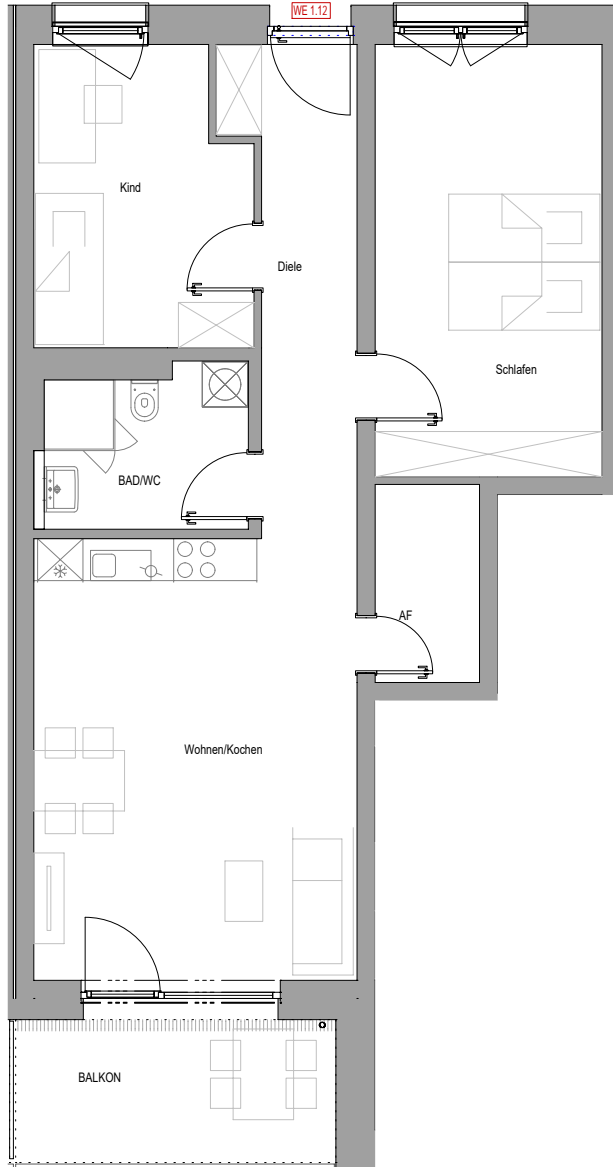 WE 1.12
Kind
Diele
Schlafen
BAD/WC
AF
Wohnen/Kochen
BALKON